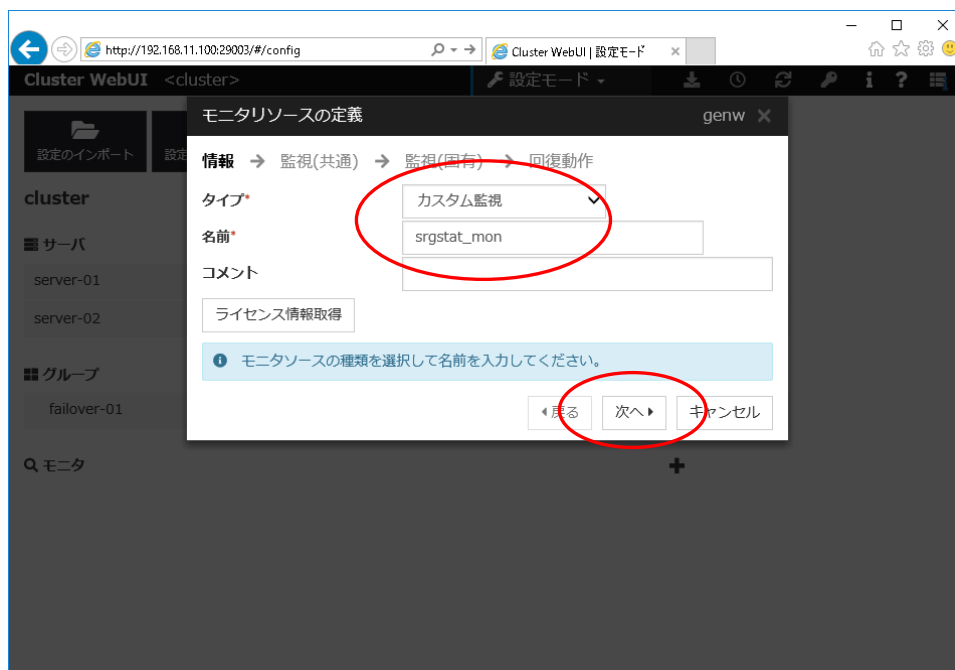 http://192.168.11.100:29003/#/config
Cluster WebUI | 設定モード
Cluster WebUI <cluster>
設定モード
モニタリソースの定義 genw
設定のインポート 設定
情報 → 監視(共通) → 監視(固有) → 回復動作
cluster
タイプ* カスタム監視
名前* srgstat_mon
サーバ
コメント
server-01
ライセンス情報取得
server-02
モニタソースの種類を選択して名前を入力してください。
グループ
failover-01
戻る 次へ キャンセル
モニタ